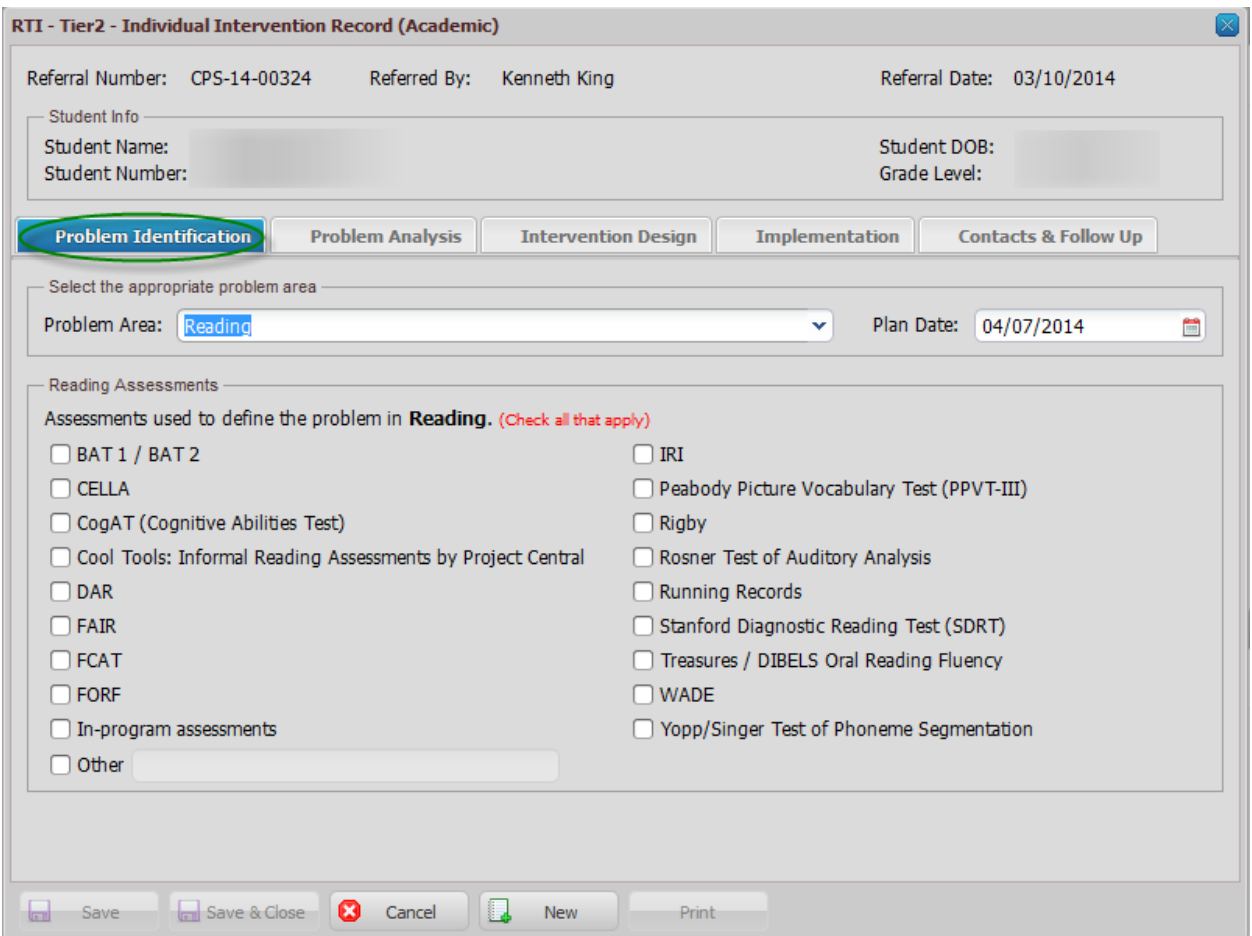 RTI - Tier2 - Individual Intervention Record (Academic)
Referral Number: CPS-14-00324 Referred By: Kenneth King Referral Date: 03/10/2014
Student Info
Student Name: Student DOB:
Student Number: Grade Level:
Problem Identification Problem Analysis Intervention Design Implementation Contacts & Follow Up
Select the appropriate problem area
Problem Area: Reading Plan Date: 04/07/2014
Reading Assessments
Assessments used to define the problem in Reading. (Check all that apply)
BAT 1 / BAT 2 IRI
CELLA Peabody Picture Vocabulary Test (PPVT-III)
CogAT (Cognitive Abilities Test) Rigby
Cool Tools: Informal Reading Assessments by Project Central Rosner Test of Auditory Analysis
DAR Running Records
FAIR Stanford Diagnostic Reading Test (SDRT)
FCAT Treasures / DIBELS Oral Reading Fluency
FORF WADE
In-program assessments Yopp/Singer Test of Phoneme Segmentation
Other
Save Save & Close Cancel New Print